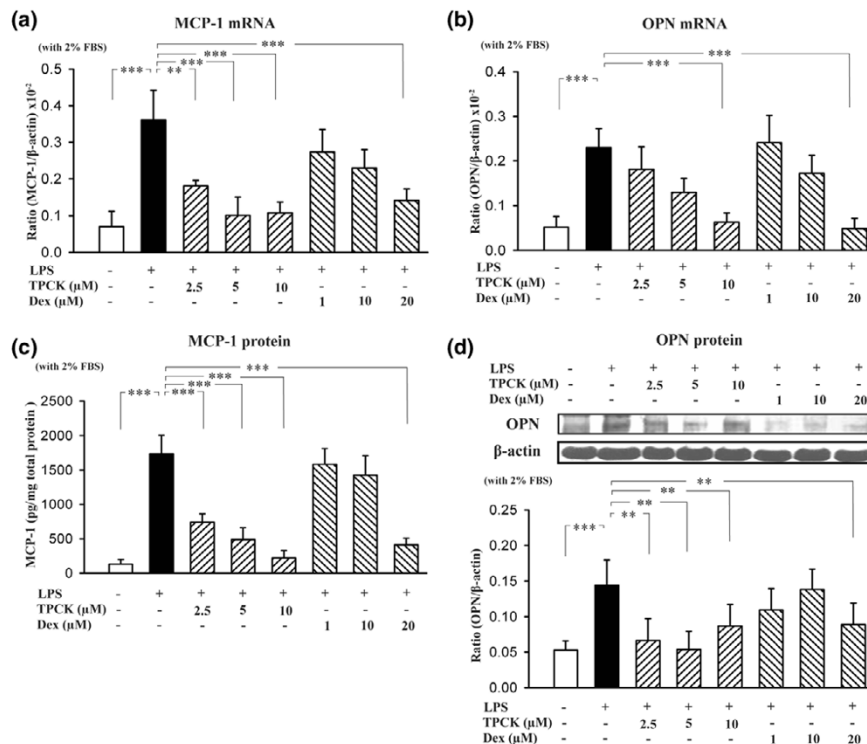 (a)
MCP-1 mRNA
(with 2% FBS)
***
***
***
*** **
Ratio (MCP-1/β-actin) x10⁻²
0.5
0.4
0.3
0.2
0.1
0.0
LPS - + + + + + + +
TPCK (μM) - - 2.5 5 10 - - -
Dex (μM) - - - - - 1 10 20
(b)
OPN mRNA
(with 2% FBS)
***
***
***
Ratio (OPN/β-actin) x10⁻²
0.4
0.3
0.2
0.1
0.0
LPS - + + + + + + +
TPCK (μM) - - 2.5 5 10 - - -
Dex (μM) - - - - - 1 10 20
(c)
MCP-1 protein
(with 2% FBS)
***
***
***
*** ***
MCP-1 (pg/mg total protein )
2000
1500
1000
500
0
LPS - + + + + + + +
TPCK (μM) - - 2.5 5 10 - - -
Dex (μM) - - - - - 1 10 20
(d)
OPN protein
LPS - + + + + + + +
TPCK (μM) - - 2.5 5 10 - - -
Dex (μM) - - - - - 1 10 20
OPN
β-actin
(with 2% FBS)
**
**
**
*** **
Ratio (OPN/β-actin)
0.20
0.15
0.10
0.05
0.00
LPS - + + + + + + +
TPCK (μM) - - 2.5 5 10 - - -
Dex (μM) - - - - - 1 10 20